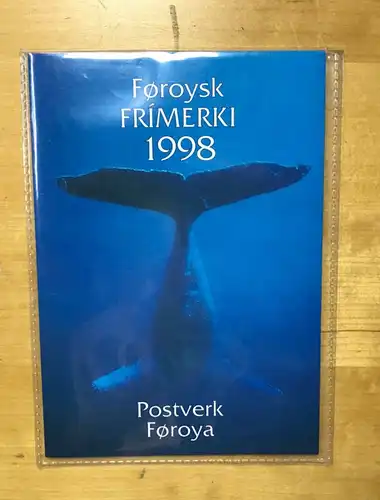 Føroysk
FRÍMERKI
1998
Postverk
Føroya